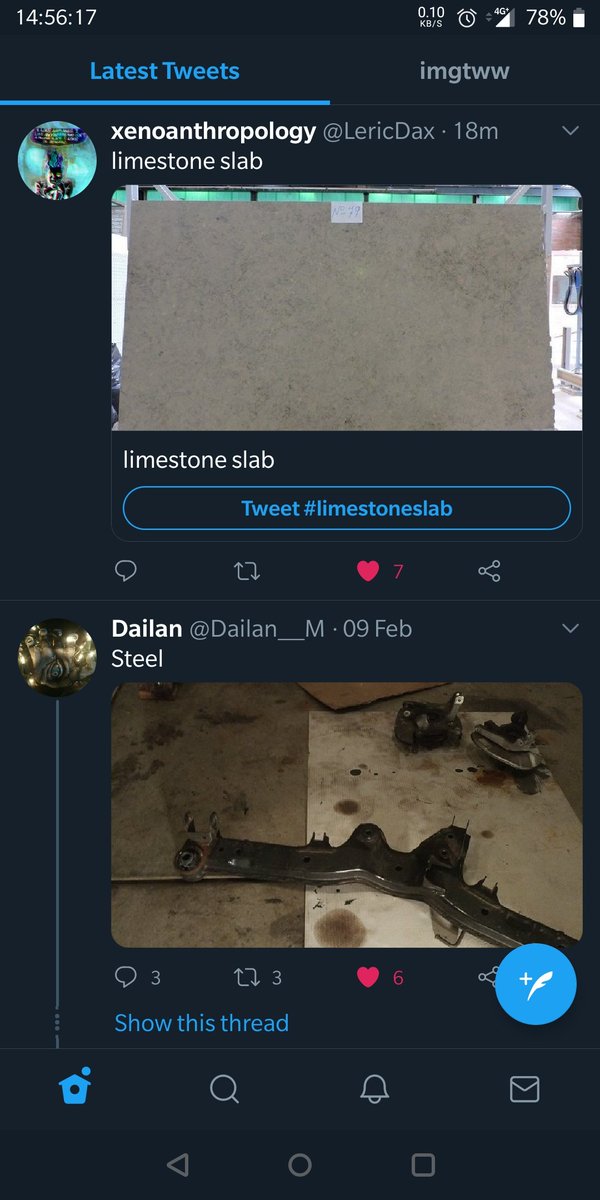 14:56:17
0.10
KB/S
4G+
78%
Latest Tweets
imgtww
xenoanthropology @LericDax · 18m
limestone slab
limestone slab
Tweet #limestoneslab
7
Dailan @Dailan__M · 09 Feb
Steel
3
3
6
Show this thread